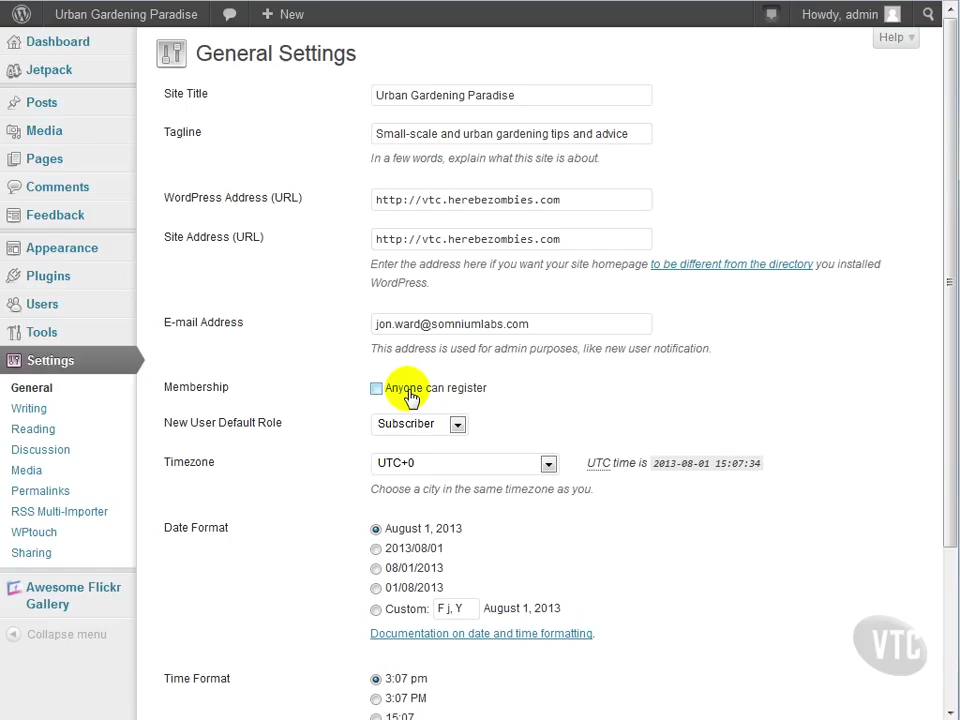 Urban Gardening Paradise
New
Howdy, admin
Help
Dashboard
Jetpack
Posts
Media
Pages
Comments
Feedback
Appearance
Plugins
Users
Tools
Settings
General
Writing
Reading
Discussion
Media
Permalinks
RSS Multi-Importer
WPtouch
Sharing
Awesome Flickr
Gallery
Collapse menu
General Settings
Site Title
Urban Gardening Paradise
Tagline
Small-scale and urban gardening tips and advice
In a few words, explain what this site is about.
WordPress Address (URL)
http://vtc.herebezombies.com
Site Address (URL)
http://vtc.herebezombies.com
Enter the address here if you want your site homepage to be different from the directory you installed
WordPress.
E-mail Address
jon.ward@somniumlabs.com
This address is used for admin purposes, like new user notification.
Membership
Anyone can register
New User Default Role
Subscriber
Timezone
UTC+0
UTC time is 2013-08-01 15:07:34
Choose a city in the same timezone as you.
Date Format
August 1, 2013
2013/08/01
08/01/2013
01/08/2013
Custom: F j, Y August 1, 2013
Documentation on date and time formatting.
Time Format
3:07 pm
3:07 PM
15:07
VTC